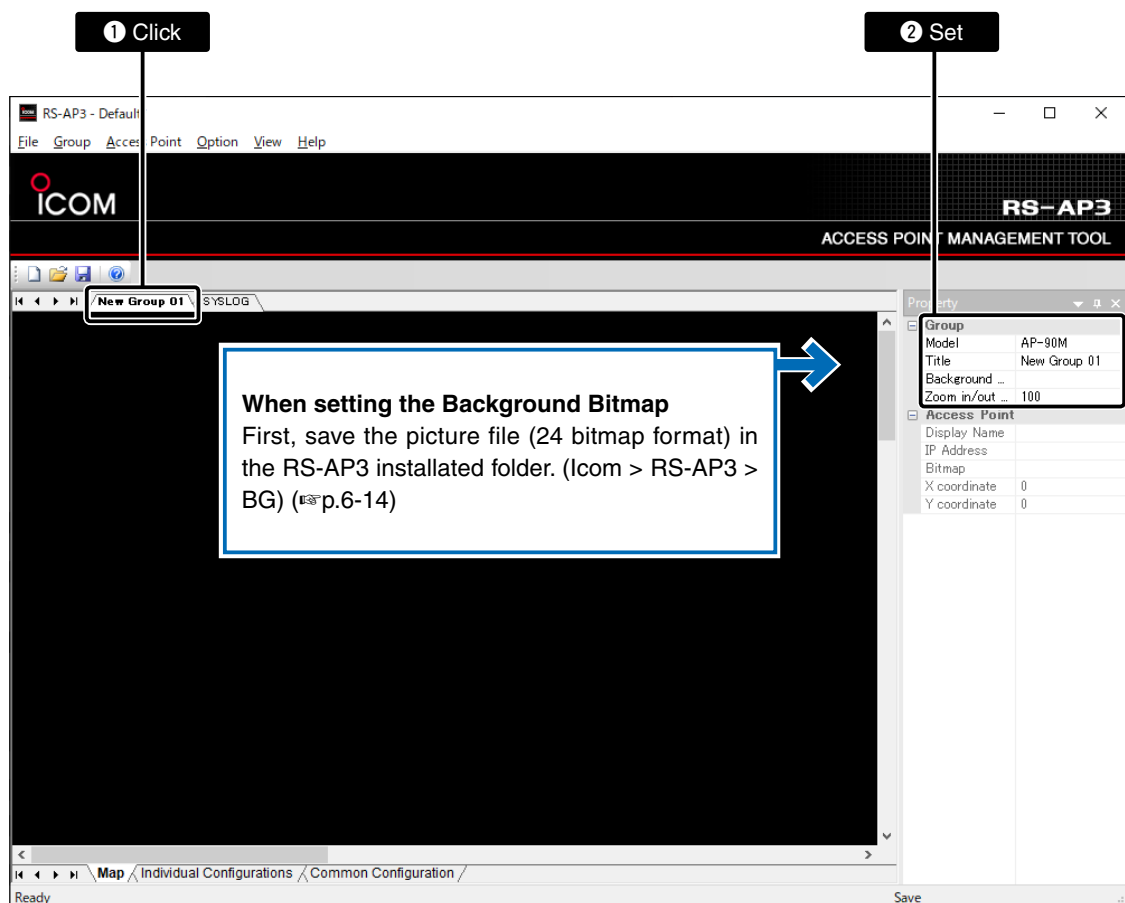 ❶ Click
❷ Set
RS-AP3 - Default
File Group Acces Point Option View Help
ICOM
RS-AP3
ACCESS POINT MANAGEMENT TOOL
New Group 01 SYSLOG
Property
Group
Model AP-90M
Title New Group 01
Background ...
Zoom in/out ... 100
Access Point
Display Name
IP Address
Bitmap
X coordinate 0
Y coordinate 0
When setting the Background Bitmap
First, save the picture file (24 bitmap format) in
the RS-AP3 installated folder. (Icom > RS-AP3 >
BG) (☞p.6-14)
Map Individual Configurations Common Configuration
Ready Save